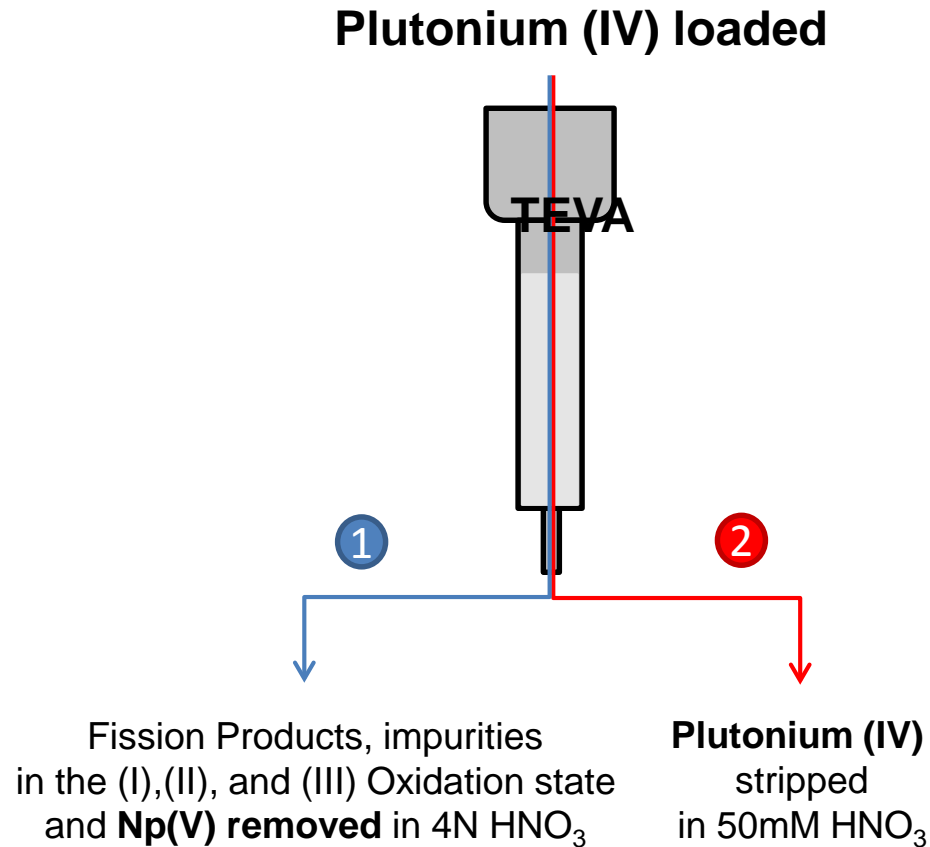 Plutonium (IV) loaded
TEVA
1
2
Fission Products, impurities
in the (I),(II), and (III) Oxidation state
and Np(V) removed in 4N HNO₃
Plutonium (IV)
stripped
in 50mM HNO₃